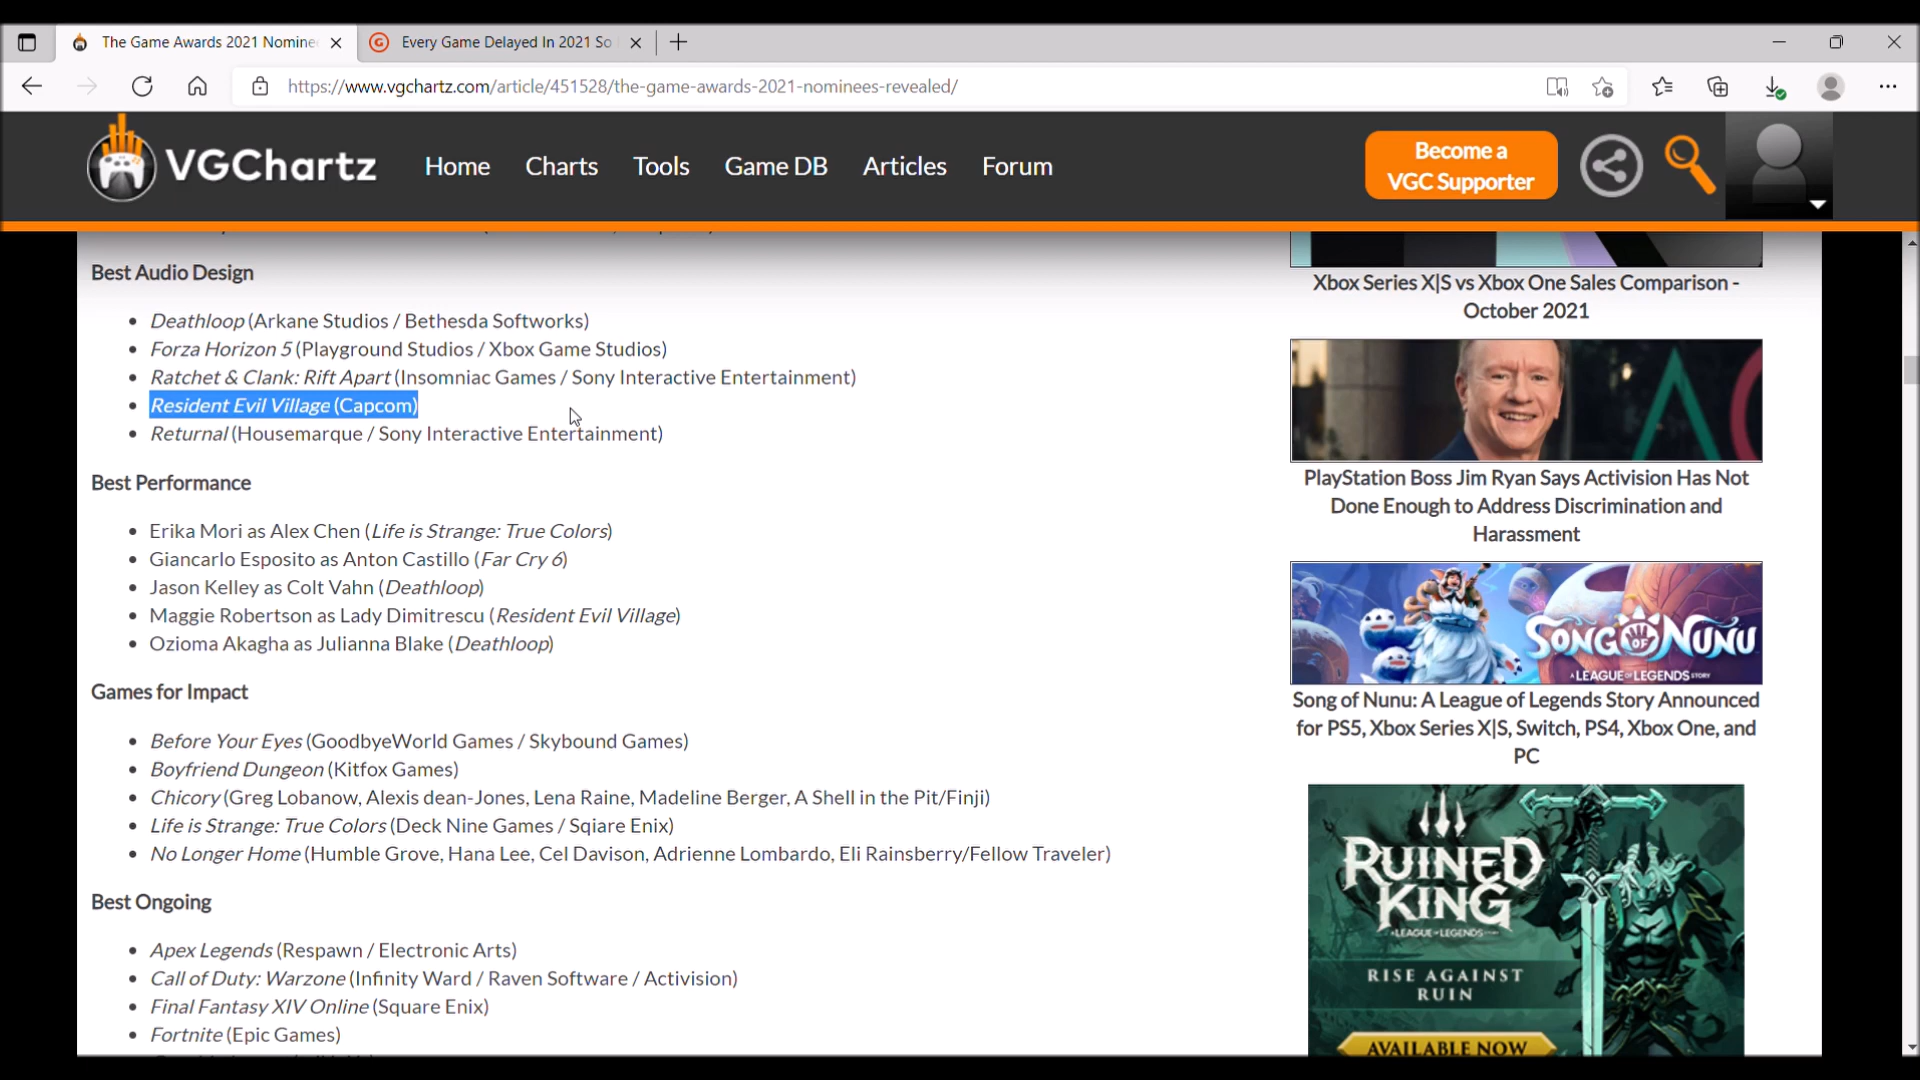 The Game Awards 2021 Nomine
Every Game Delayed In 2021 So
https://www.vgchartz.com/article/451528/the-game-awards-2021-nominees-revealed/
VGChartz
Home
Charts
Tools
Game DB
Articles
Forum
Become a
VGC Supporter
Best Audio Design
Deathloop (Arkane Studios / Bethesda Softworks)
Forza Horizon 5 (Playground Studios / Xbox Game Studios)
Ratchet & Clank: Rift Apart (Insomniac Games / Sony Interactive Entertainment)
Resident Evil Village (Capcom)
Returnal (Housemarque / Sony Interactive Entertainment)
Best Performance
Erika Mori as Alex Chen (Life is Strange: True Colors)
Giancarlo Esposito as Anton Castillo (Far Cry 6)
Jason Kelley as Colt Vahn (Deathloop)
Maggie Robertson as Lady Dimitrescu (Resident Evil Village)
Ozioma Akagha as Julianna Blake (Deathloop)
Games for Impact
Before Your Eyes (GoodbyeWorld Games / Skybound Games)
Boyfriend Dungeon (Kitfox Games)
Chicory (Greg Lobanow, Alexis dean-Jones, Lena Raine, Madeline Berger, A Shell in the Pit/Finji)
Life is Strange: True Colors (Deck Nine Games / Sqiare Enix)
No Longer Home (Humble Grove, Hana Lee, Cel Davison, Adrienne Lombardo, Eli Rainsberry/Fellow Traveler)
Best Ongoing
Apex Legends (Respawn / Electronic Arts)
Call of Duty: Warzone (Infinity Ward / Raven Software / Activision)
Final Fantasy XIV Online (Square Enix)
Fortnite (Epic Games)
Xbox Series X|S vs Xbox One Sales Comparison -
October 2021
PlayStation Boss Jim Ryan Says Activision Has Not
Done Enough to Address Discrimination and
Harassment
SONG OF NUNU
A LEAGUE OF LEGENDS STORY
Song of Nunu: A League of Legends Story Announced
for PS5, Xbox Series X|S, Switch, PS4, Xbox One, and
PC
RUINED
KING
A LEAGUE OF LEGENDS STORY
RISE AGAINST
RUIN
AVAILABLE NOW